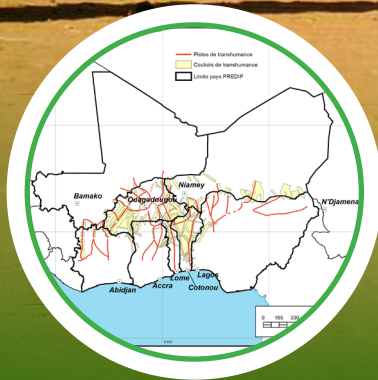 Pistes de transhumance
Couloirs de transhumance
Limite pays PREDIP
Niamey
Bamako
Ouagadougou
N'Djamena
Lagos
Lome
Accra
Abidjan
Cotonou
0 165 330